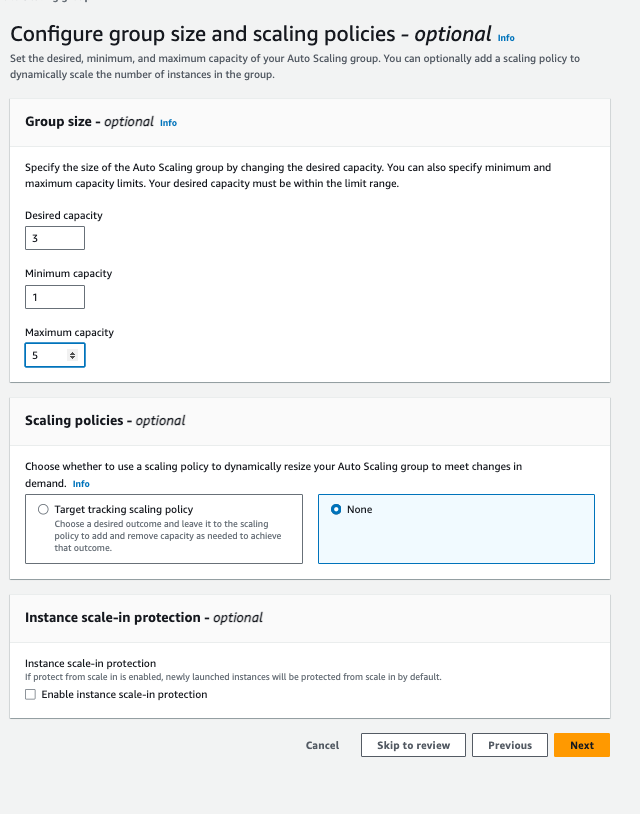 Configure group size and scaling policies - optional Info
Set the desired, minimum, and maximum capacity of your Auto Scaling group. You can optionally add a scaling policy to
dynamically scale the number of instances in the group.
Group size - optional Info
Specify the size of the Auto Scaling group by changing the desired capacity. You can also specify minimum and
maximum capacity limits. Your desired capacity must be within the limit range.
Desired capacity
3
Minimum capacity
1
Maximum capacity
5
Scaling policies - optional
Choose whether to use a scaling policy to dynamically resize your Auto Scaling group to meet changes in
demand. Info
Target tracking scaling policy
Choose a desired outcome and leave it to the scaling
policy to add and remove capacity as needed to achieve
that outcome.
None
Instance scale-in protection - optional
Instance scale-in protection
If protect from scale in is enabled, newly launched instances will be protected from scale in by default.
Enable instance scale-in protection
Cancel Skip to review Previous Next